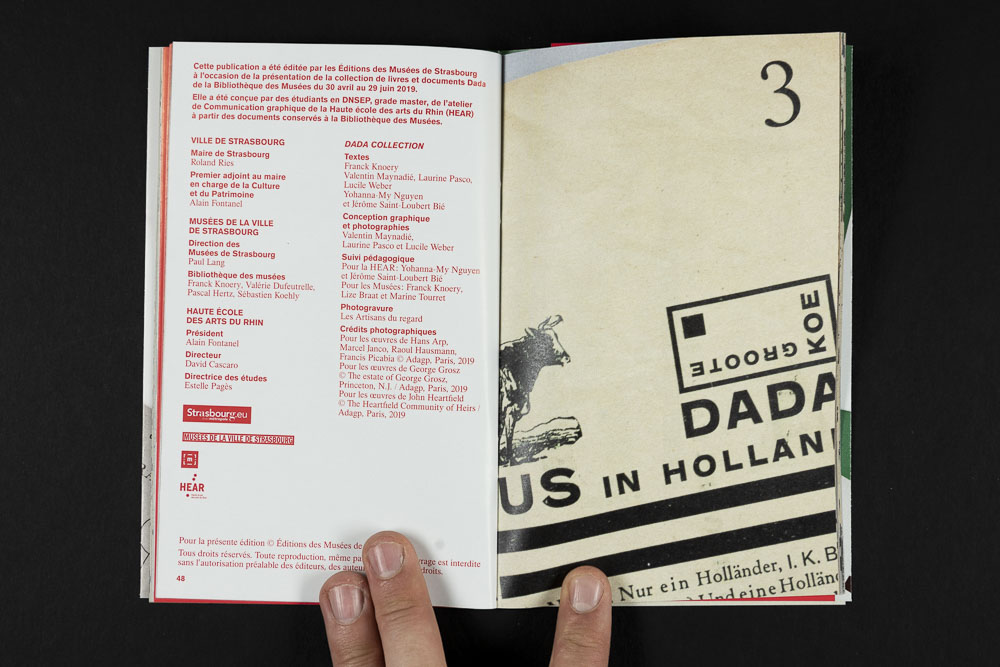 Cette publication a été éditée par les Éditions des Musées de Strasbourg
à l'occasion de la présentation de la collection de livres et documents Dada
de la Bibliothèque des Musées du 30 avril au 29 juin 2019.
Elle a été conçue par des étudiants en DNSEP, grade master, de l'atelier
de Communication graphique de la Haute école des arts du Rhin (HEAR)
à partir des documents conservés à la Bibliothèque des Musées.
VILLE DE STRASBOURG
Maire de Strasbourg
Roland Ries
Premier adjoint au maire
en charge de la Culture
et du Patrimoine
Alain Fontanel
MUSÉES DE LA VILLE
DE STRASBOURG
Direction des
Musées de Strasbourg
Paul Lang
Bibliothèque des musées
Franck Knoery, Valérie Dufeutrelle,
Pascal Hertz, Sébastien Koehly
HAUTE ÉCOLE
DES ARTS DU RHIN
Président
Alain Fontanel
Directeur
David Cascaro
Directrice des études
Estelle Pagès
Strasbourg.eu
MUSÉES DE LA VILLE DE STRASBOURG
m
HEAR
DADA COLLECTION
Textes
Franck Knoery
Valentin Maynadié, Laurine Pasco,
Lucile Weber
Yohanna-My Nguyen
et Jérôme Saint-Loubert Bié
Conception graphique
et photographies
Valentin Maynadié,
Laurine Pasco et Lucile Weber
Suivi pédagogique
Pour la HEAR: Yohanna-My Nguyen
et Jérôme Saint-Loubert Bié
Pour les Musées: Franck Knoery,
Lize Braat et Marine Tourret
Photogravure
Les Artisans du regard
Crédits photographiques
Pour les œuvres de Hans Arp,
Marcel Janco, Raoul Hausmann,
Francis Picabia © Adagp, Paris, 2019
Pour les œuvres de George Grosz
© The estate of George Grosz,
Princeton, N.J. / Adagp, Paris, 2019
Pour les œuvres de John Heartfield
© The Heartfield Community of Heirs /
Adagp, Paris, 2019
Pour la présente édition © Éditions des Musées de
Tous droits réservés. Toute reproduction, même est interdite
sans l'autorisation préalable des éditeurs, des droits.
48
3
GROOTE
KOE
DADA
US IN HOLLAN
Nur ein Holländer, I. K. B
Und eine Hollän